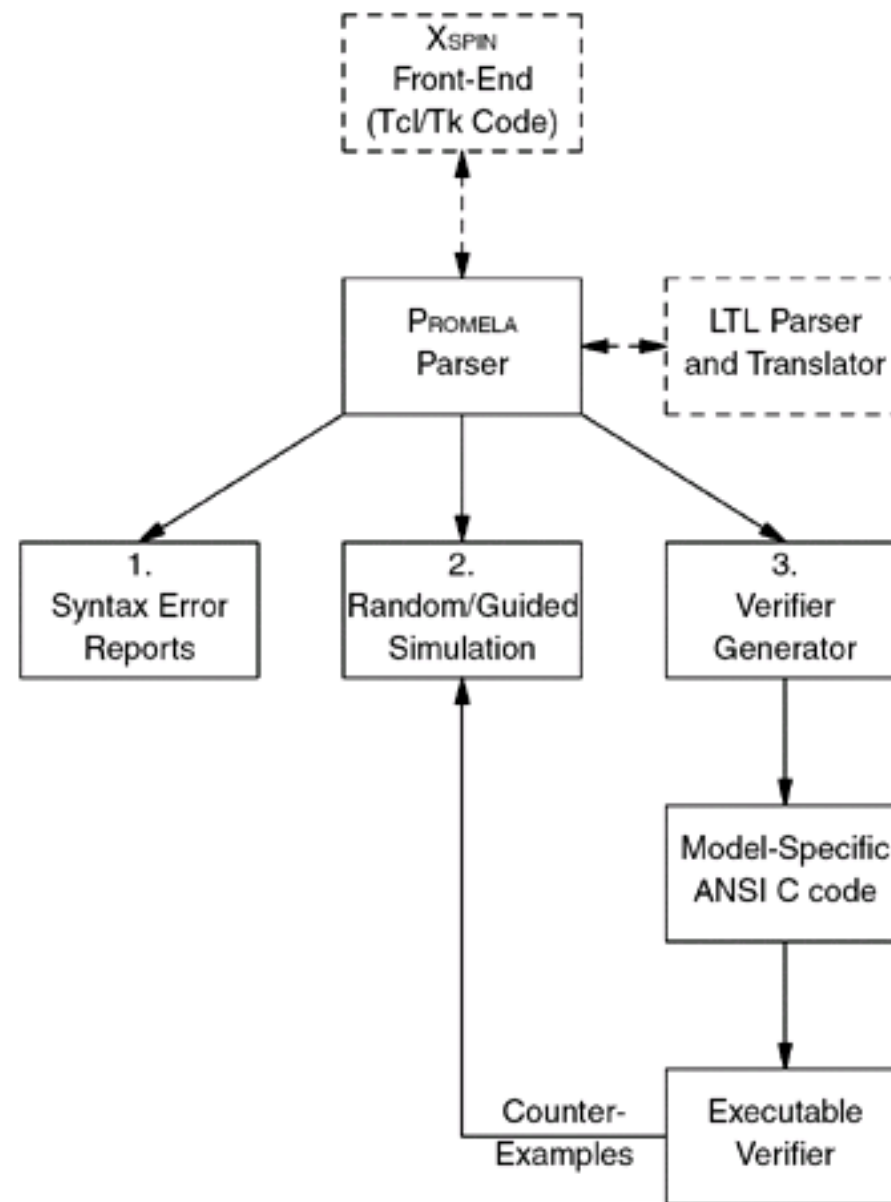 XSPIN
Front-End
(Tcl/Tk Code)
PROMELA
Parser
LTL Parser
and Translator
1.
Syntax Error
Reports
2.
Random/Guided
Simulation
3.
Verifier
Generator
Model-Specific
ANSI C code
Counter-
Examples
Executable
Verifier